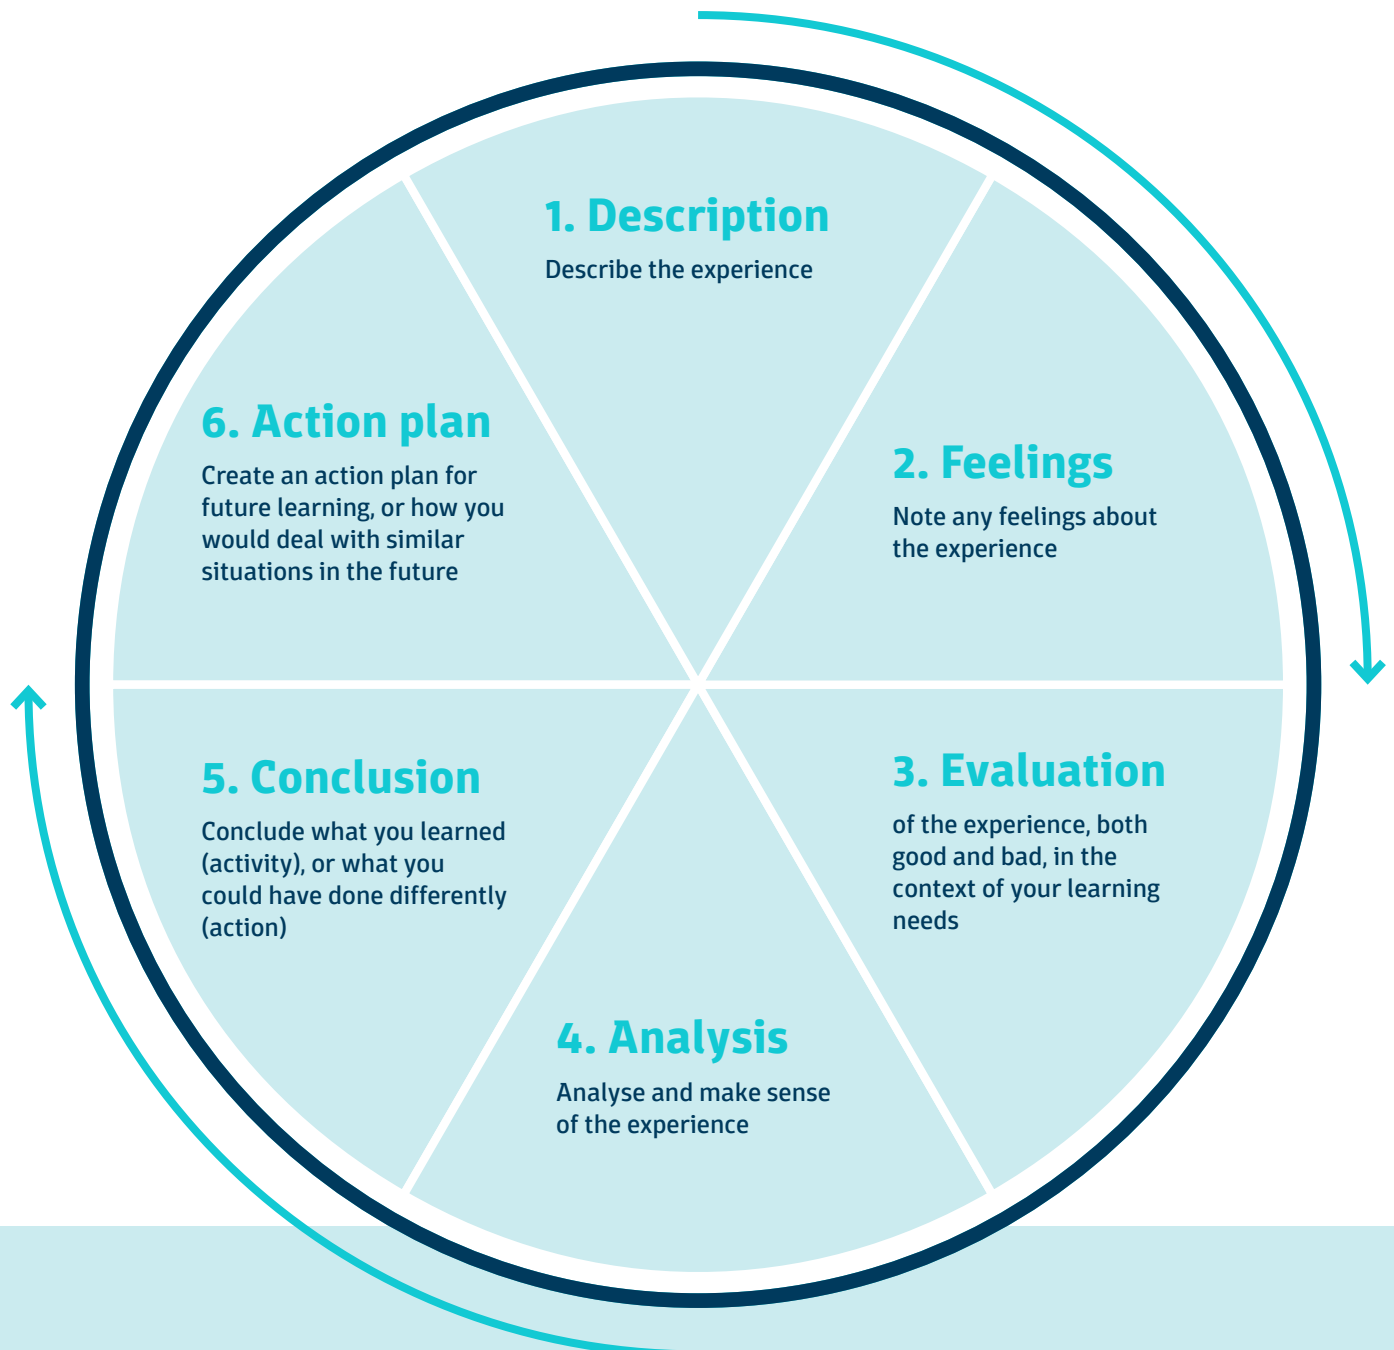 1. Description
Describe the experience
2. Feelings
Note any feelings about
the experience
3. Evaluation
of the experience, both
good and bad, in the
context of your learning
needs
4. Analysis
Analyse and make sense
of the experience
5. Conclusion
Conclude what you learned
(activity), or what you
could have done differently
(action)
6. Action plan
Create an action plan for
future learning, or how you
would deal with similar
situations in the future